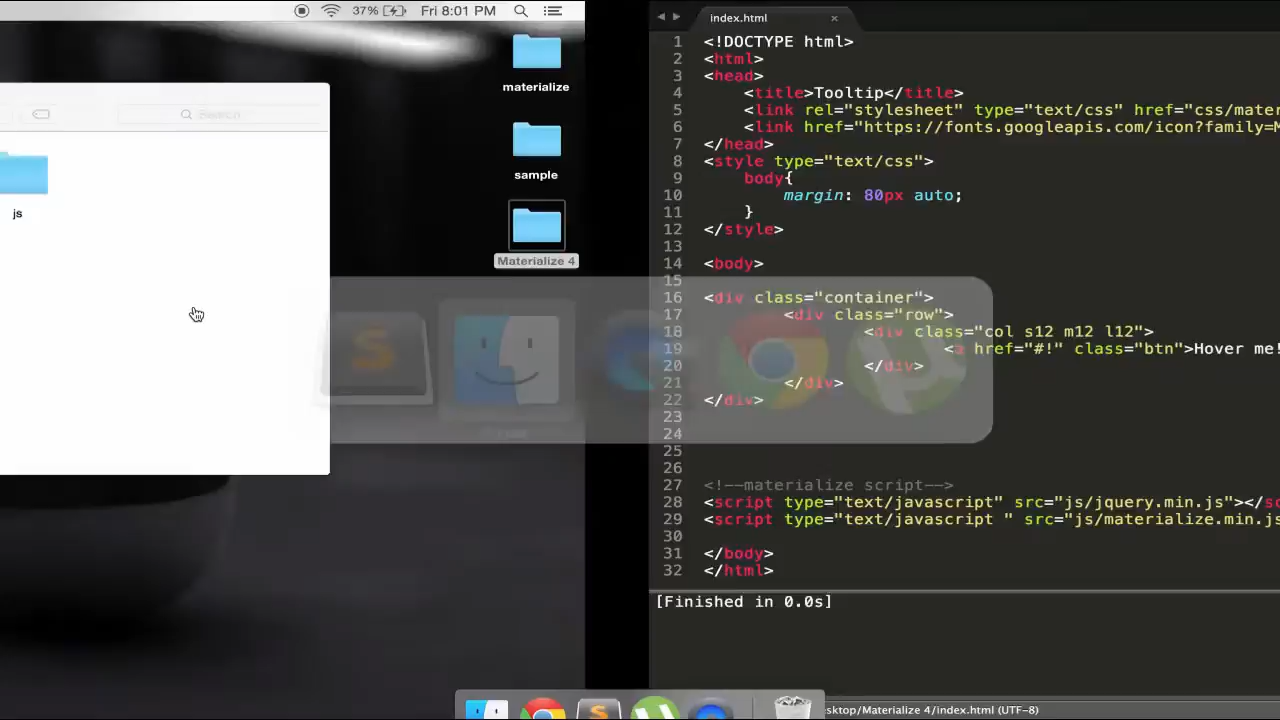 37%
Fri 8:01 PM
materialize
sample
Materialize 4
Search
js
index.html
1 <!DOCTYPE html>
2 <html>
3 <head>
4 <title>Tooltip</title>
5 <link rel="stylesheet" type="text/css" href="css/mater
6 <link href="https://fonts.googleapis.com/icon?family=M
7 </head>
8 <style type="text/css">
9 body{
10 margin: 80px auto;
11 }
12 </style>
13
14 <body>
15
16 <div class="container">
17 <div class="row">
18 <div class="col s12 m12 l12">
19 <a href="#!" class="btn">Hover me!
20 </div>
21 </div>
22 </div>
23
24
25
26
27 <!--materialize script-->
28 <script type="text/javascript" src="js/jquery.min.js"></sc
29 <script type="text/javascript " src="js/materialize.min.js
30
31 </body>
32 </html>
[Finished in 0.0s]
sktop/Materialize 4/index.html (UTF-8)